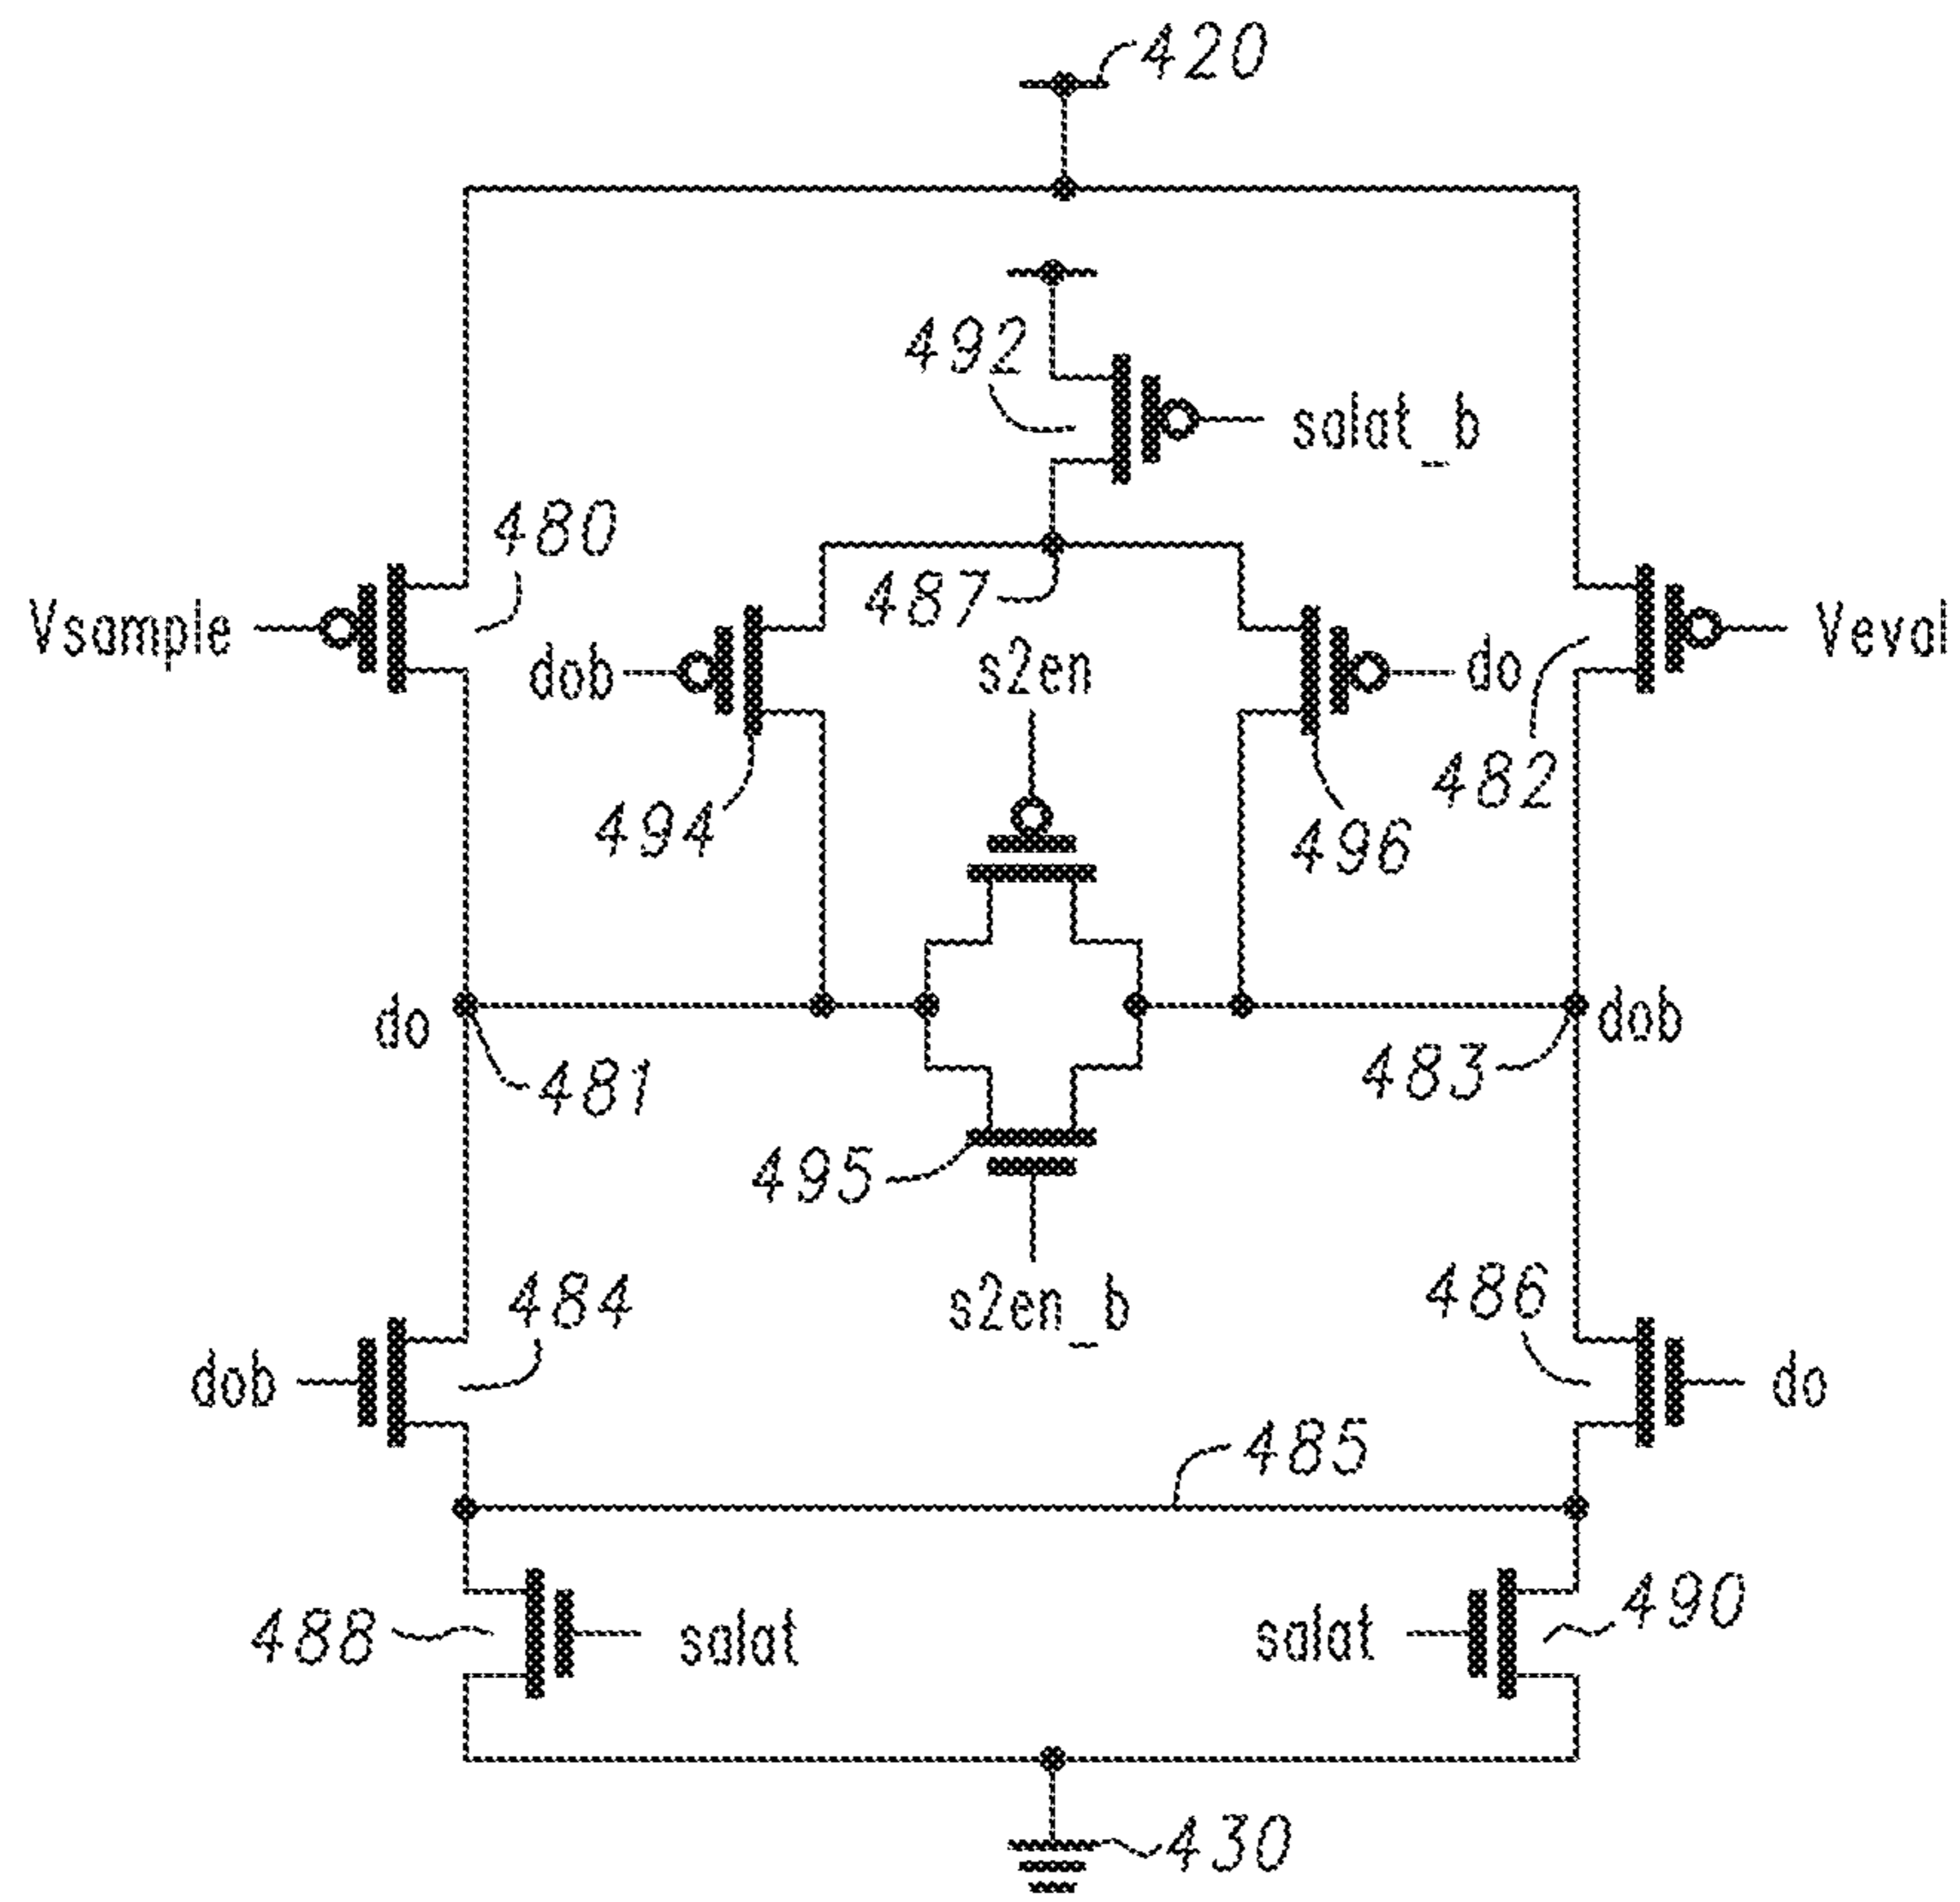 420
492
salat_b
480
487
Vsample
dob
s2en
do
Veval
482
494
496
do
dob
481
483
495
484
s2en_b
486
dob
do
485
488
salat
salat
490
430